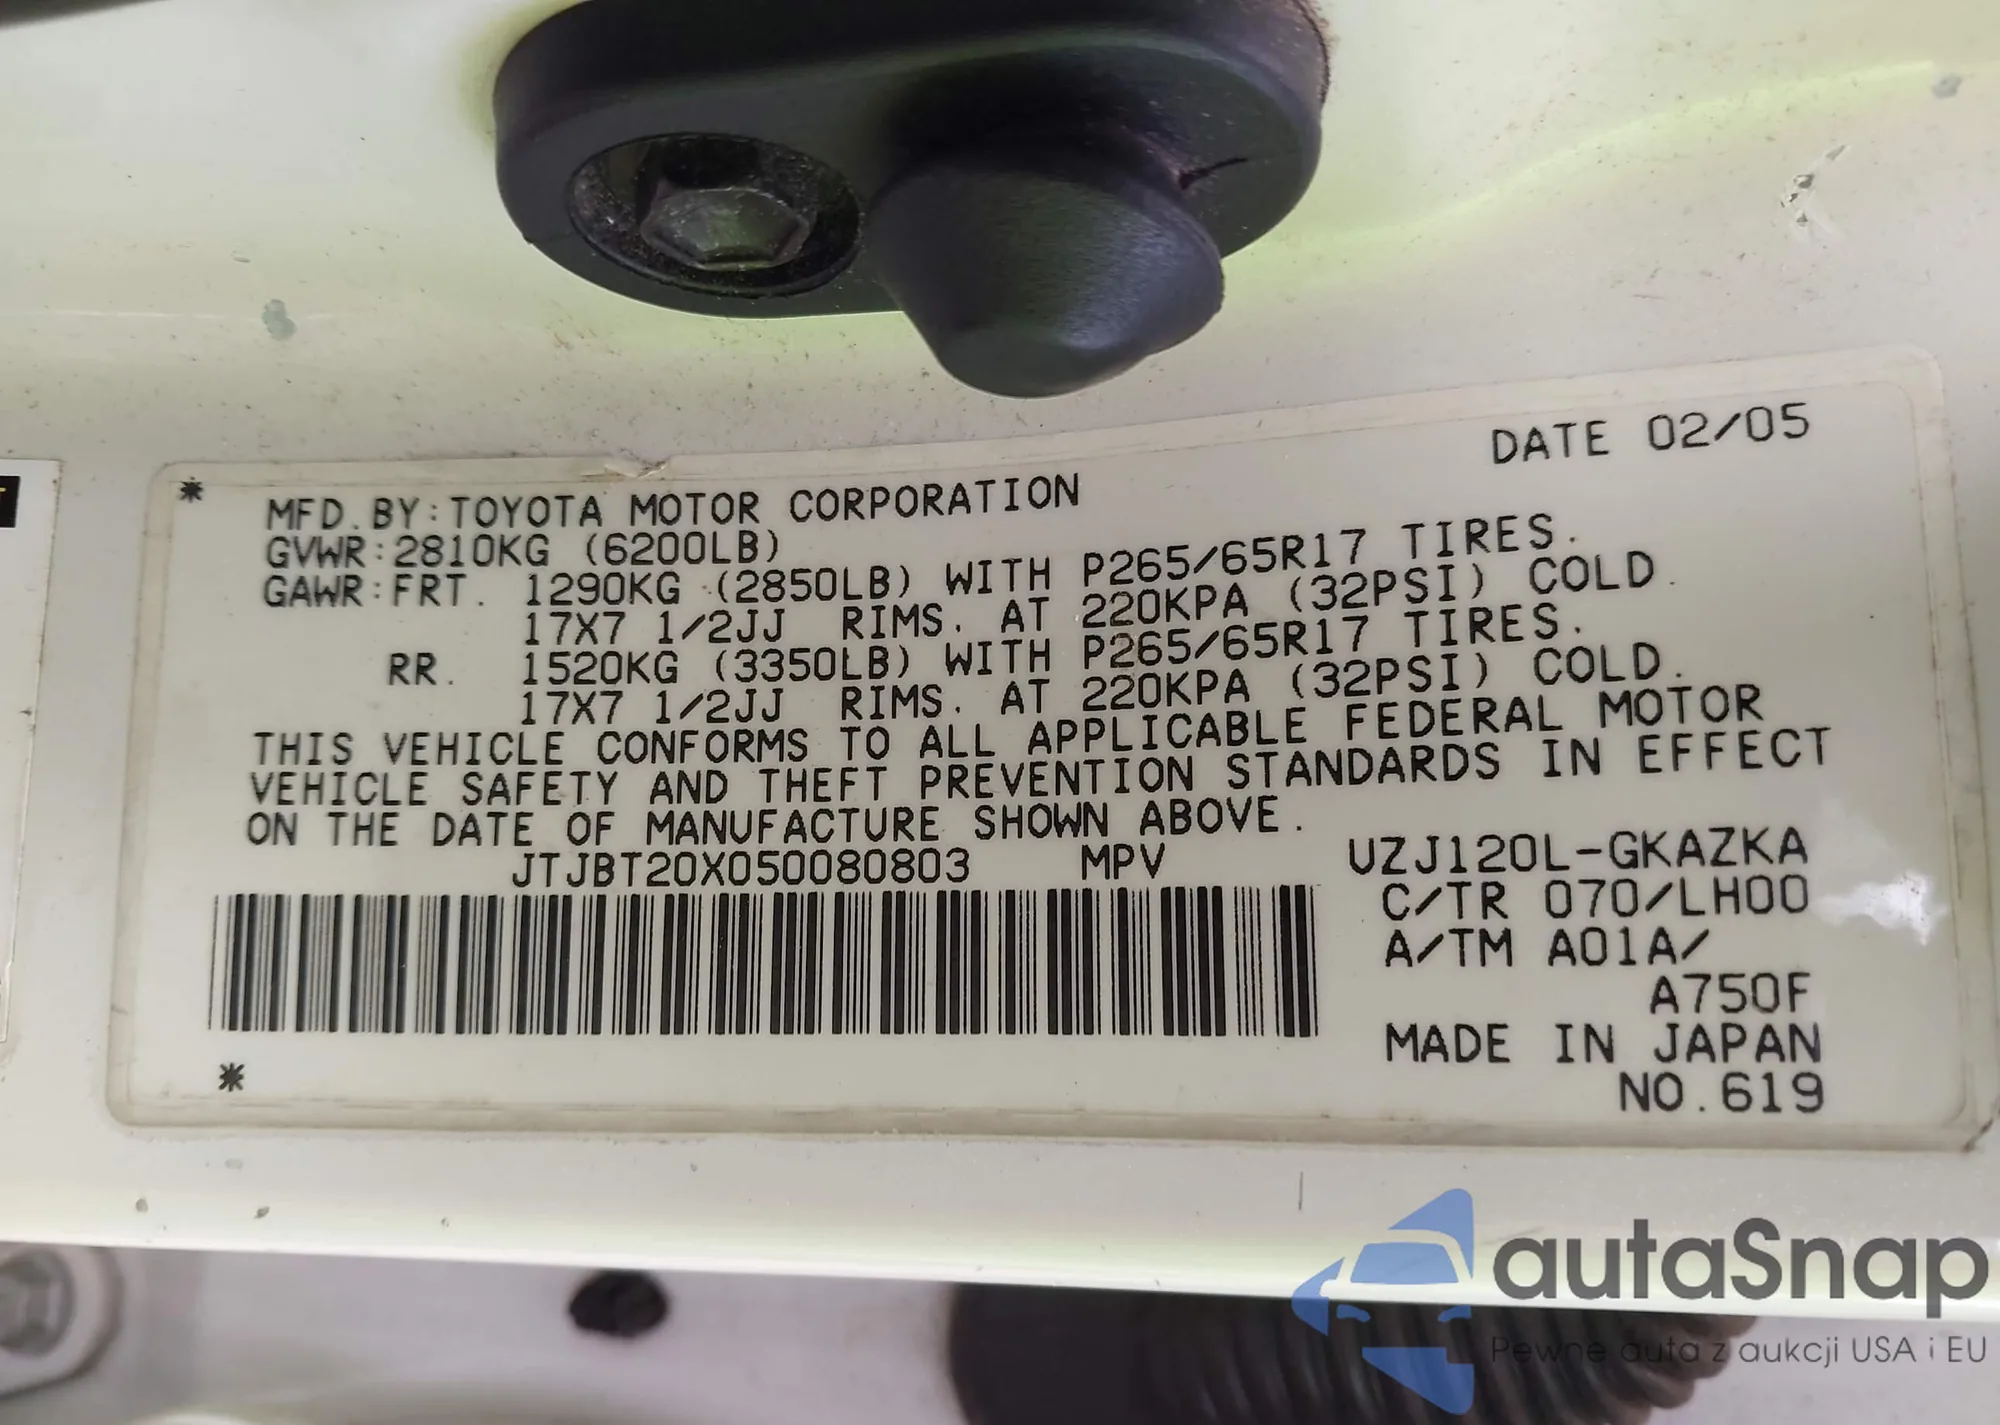 DATE 02/05
MFD.BY:TOYOTA MOTOR CORPORATION
GVWR:2810KG (6200LB)
GAWR:FRT. 1290KG (2850LB) WITH P265/65R17 TIRES.
17X7 1/2JJ RIMS. AT 220KPA (32PSI) COLD.
RR. 1520KG (3350LB) WITH P265/65R17 TIRES.
17X7 1/2JJ RIMS. AT 220KPA (32PSI) COLD.
THIS VEHICLE CONFORMS TO ALL APPLICABLE FEDERAL MOTOR
VEHICLE SAFETY AND THEFT PREVENTION STANDARDS IN EFFECT
ON THE DATE OF MANUFACTURE SHOWN ABOVE.
JTJBT20X050080803 MPV
UZJ120L-GKAZKA
C/TR 070/LH00
A/TM A01A/
A750F
MADE IN JAPAN
NO.619
autaSnap
Pewne auta z aukcji USA i EU